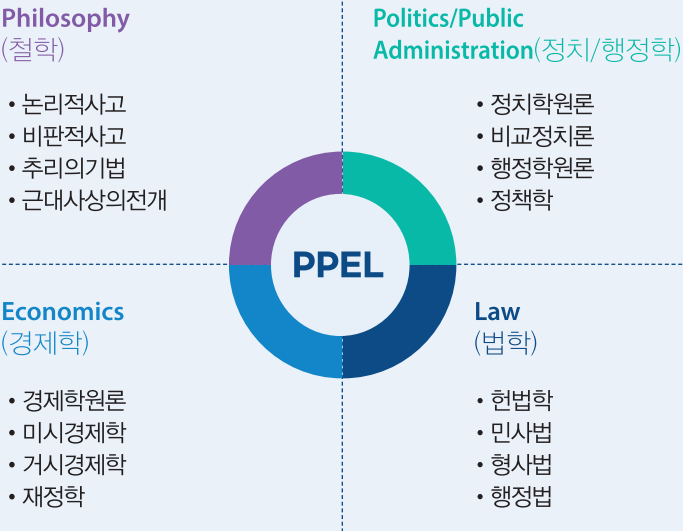 Philosophy
(철학)
• 논리적사고
• 비판적사고
• 추리의기법
• 근대사상의전개
Politics/Public
Administration(정치/행정학)
• 정치학원론
• 비교정치론
• 행정학원론
• 정책학
PPEL
Economics
(경제학)
• 경제학원론
• 미시경제학
• 거시경제학
• 재정학
Law
(법학)
• 헌법학
• 민사법
• 형사법
• 행정법